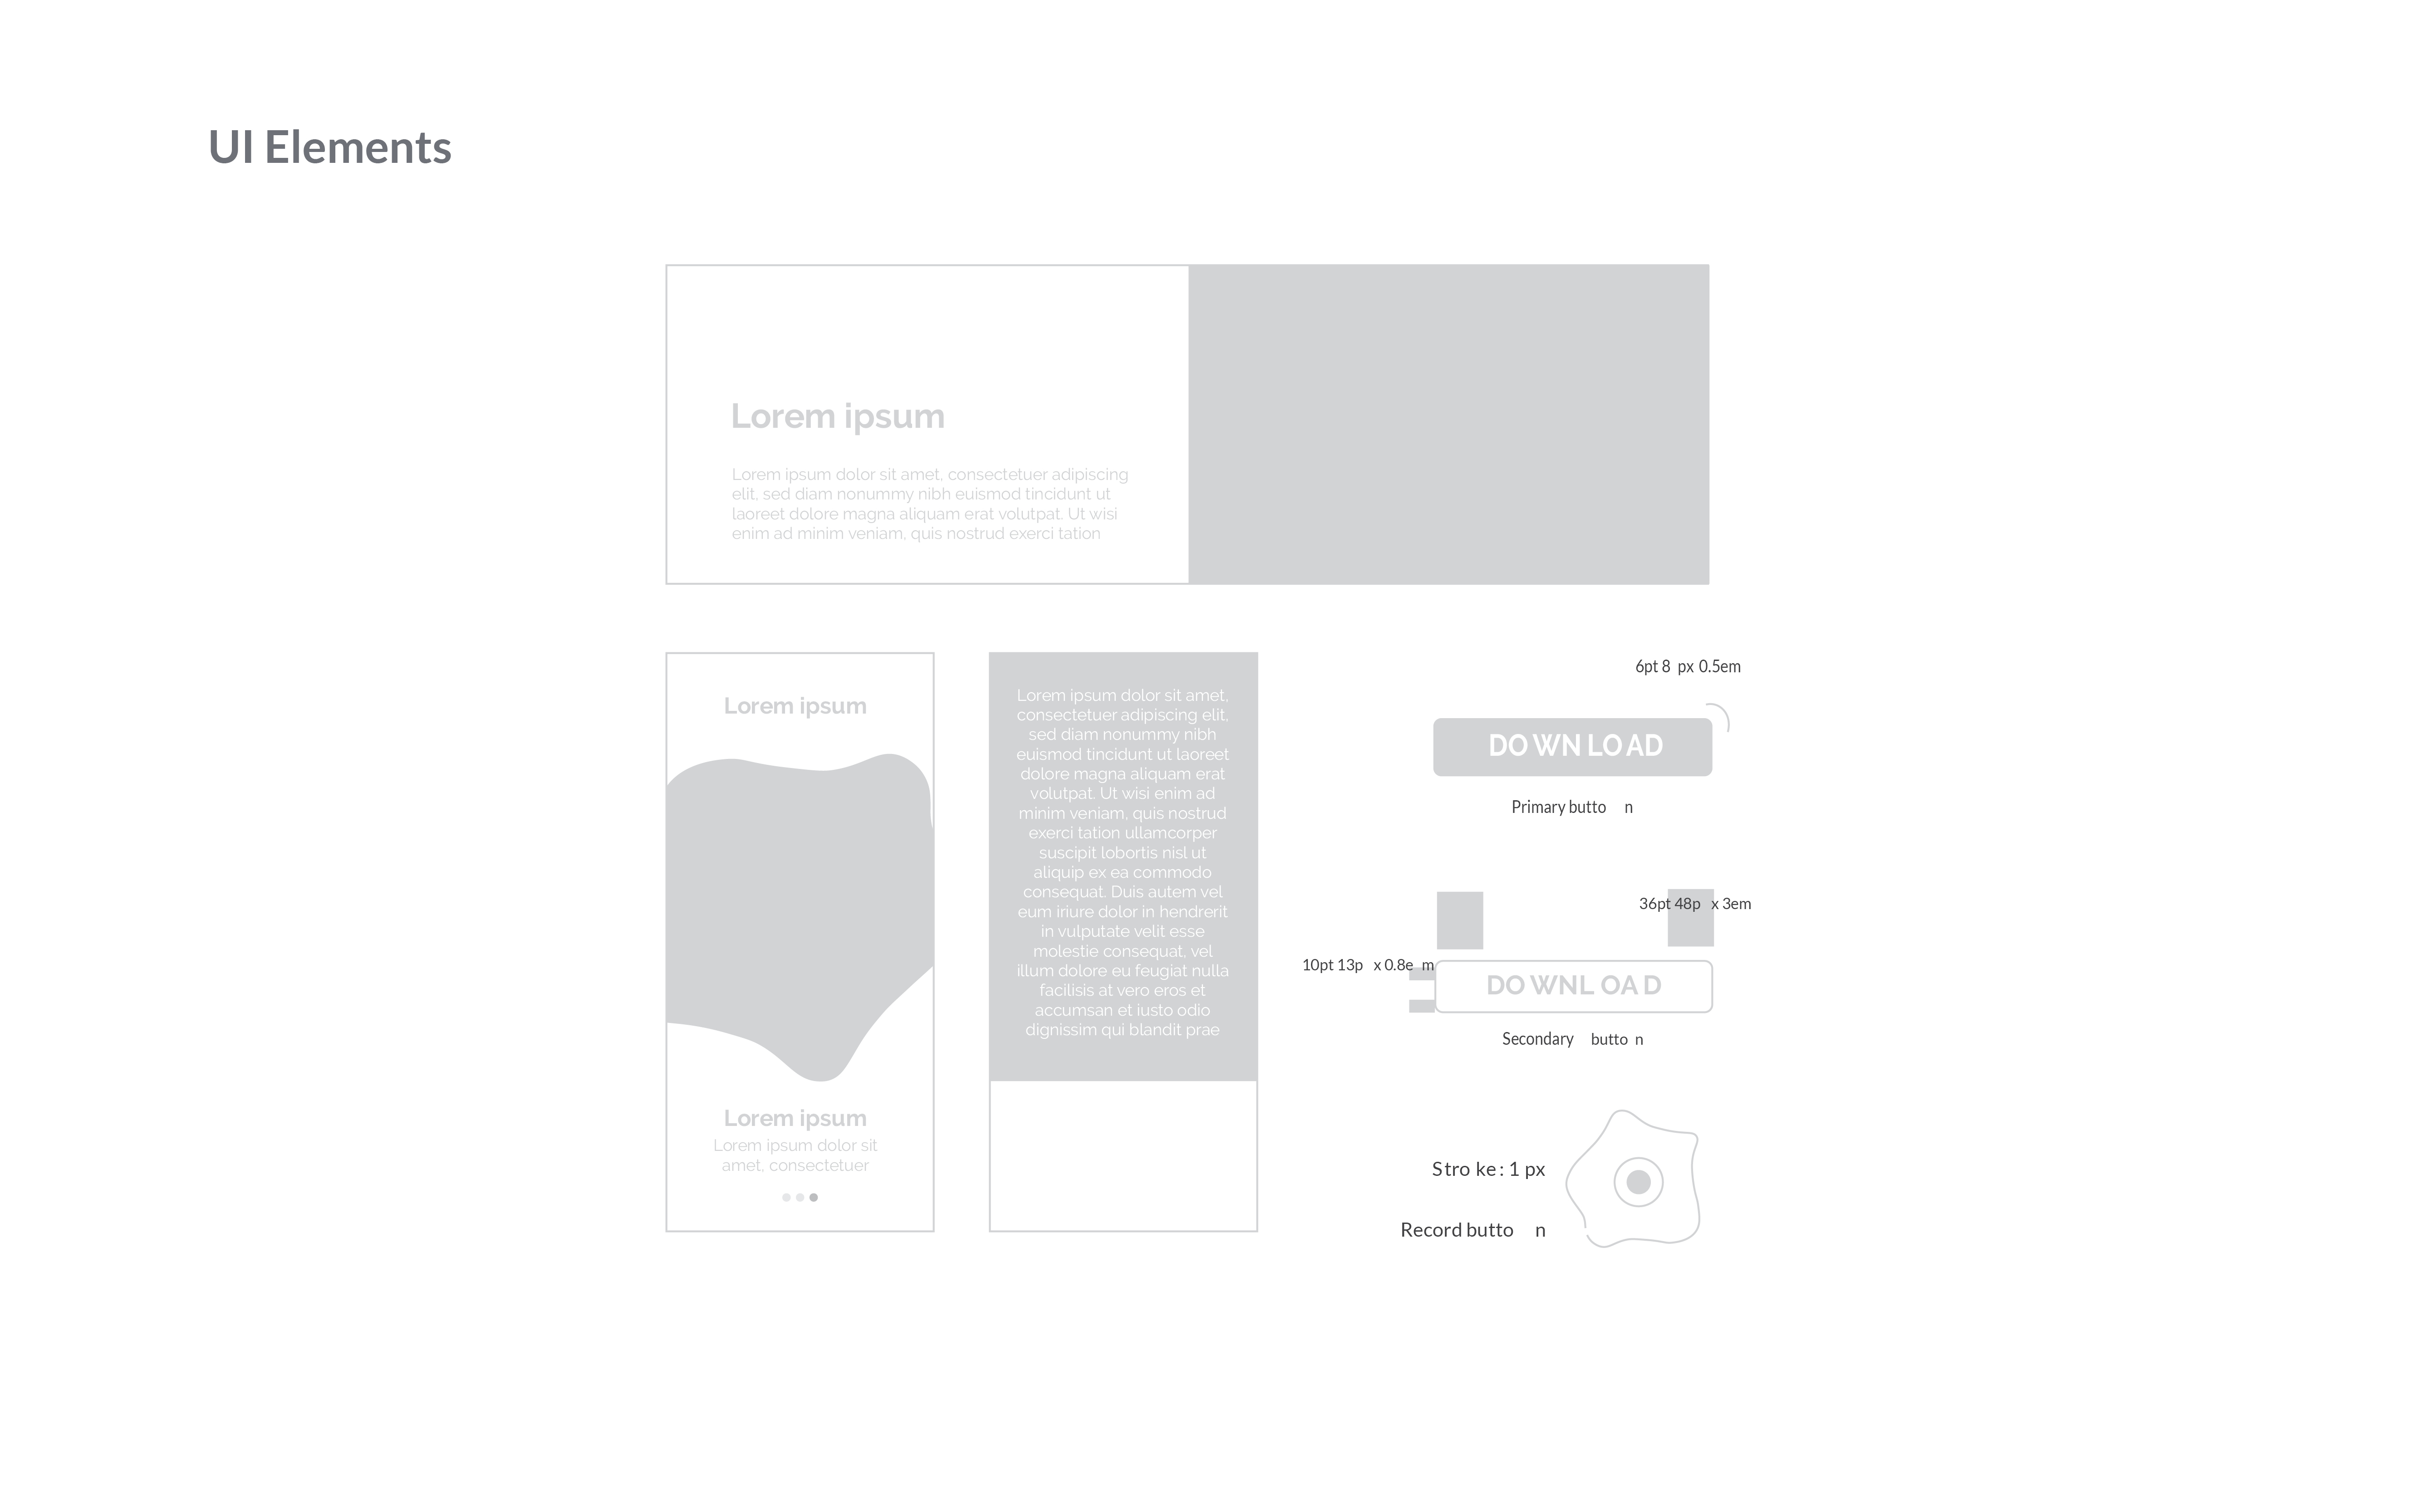 UI Elements
Lorem ipsum
Lorem ipsum dolor sit amet, consectetuer adipiscing
elit, sed diam nonummy nibh euismod tincidunt ut
laoreet dolore magna aliquam erat volutpat. Ut wisi
enim ad minim veniam, quis nostrud exerci tation
Lorem ipsum
Lorem ipsum
Lorem ipsum dolor sit
amet, consectetuer
Lorem ipsum dolor sit amet,
consectetuer adipiscing elit,
sed diam nonummy nibh
euismod tincidunt ut laoreet
dolore magna aliquam erat
volutpat. Ut wisi enim ad
minim veniam, quis nostrud
exerci tation ullamcorper
suscipit lobortis nisl ut
aliquip ex ea commodo
consequat. Duis autem vel
eum iriure dolor in hendrerit
in vulputate velit esse
molestie consequat, vel
illum dolore eu feugiat nulla
facilisis at vero eros et
accumsan et iusto odio
dignissim qui blandit prae
6pt 8 px 0.5em
DO WN LO AD
Primary butto n
36pt 48p x 3em
10pt 13p x 0.8e m
DO WNL OA D
Secondary butto n
Stro ke : 1 px
Record butto n